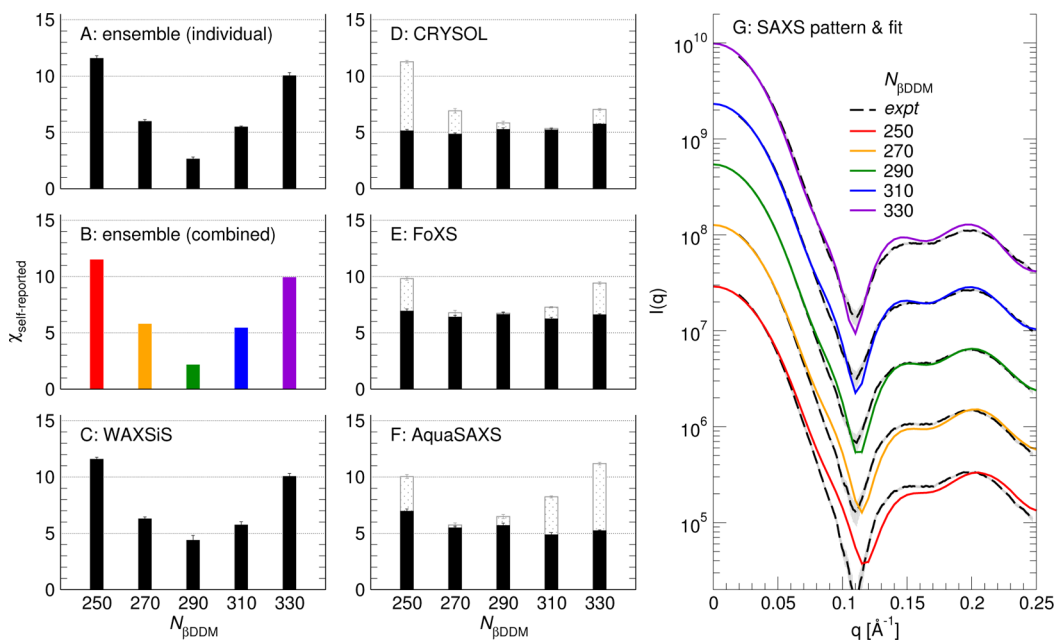 A: ensemble (individual)
15
10
5
0
B: ensemble (combined)
15
10
5
0
χself-reported
C: WAXSiS
15
10
5
0
250 270 290 310 330
NβDDM
D: CRYSOL
15
10
5
0
E: FoXS
15
10
5
0
F: AquaSAXS
15
10
5
0
250 270 290 310 330
NβDDM
G: SAXS pattern & fit
NβDDM
expt
250
270
290
310
330
10^10
10^9
10^8
10^7
10^6
10^5
I(q)
0 0.05 0.1 0.15 0.2 0.25
q [Å^-1]